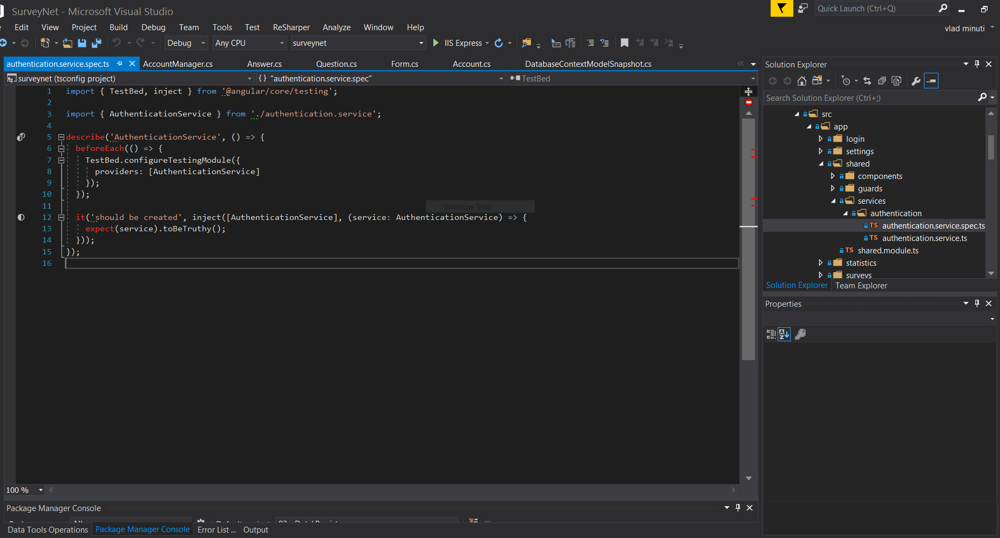 SurveyNet - Microsoft Visual Studio
Quick Launch (Ctrl+Q)
Edit View Project Build Debug Team Tools Test ReSharper Analyze Window Help
vlad minuti
Debug Any CPU surveynet IIS Express
authentication.service.spec.ts AccountManager.cs Answer.cs Question.cs Form.cs Account.cs DatabaseContextModelSnapshot.cs
surveynet (tsconfig project) {} "authentication.service.spec" TestBed
1 import { TestBed, inject } from '@angular/core/testing';
2
3 import { AuthenticationService } from './authentication.service';
4
5 describe('AuthenticationService', () => {
6 beforeEach(() => {
7 TestBed.configureTestingModule({
8 providers: [AuthenticationService]
9 });
10 });
11
Window Snip
12 it('should be created', inject([AuthenticationService], (service: AuthenticationService) => {
13 expect(service).toBeTruthy();
14 }));
15 });
16
100 %
Package Manager Console
Data Tools Operations Package Manager Console Error List ... Output
Solution Explorer
Search Solution Explorer (Ctrl+;)
src
app
login
settings
shared
components
guards
services
authentication
TS authentication.service.spec.ts
TS authentication.service.ts
TS shared.module.ts
statistics
surveys
Solution Explorer Team Explorer
Properties